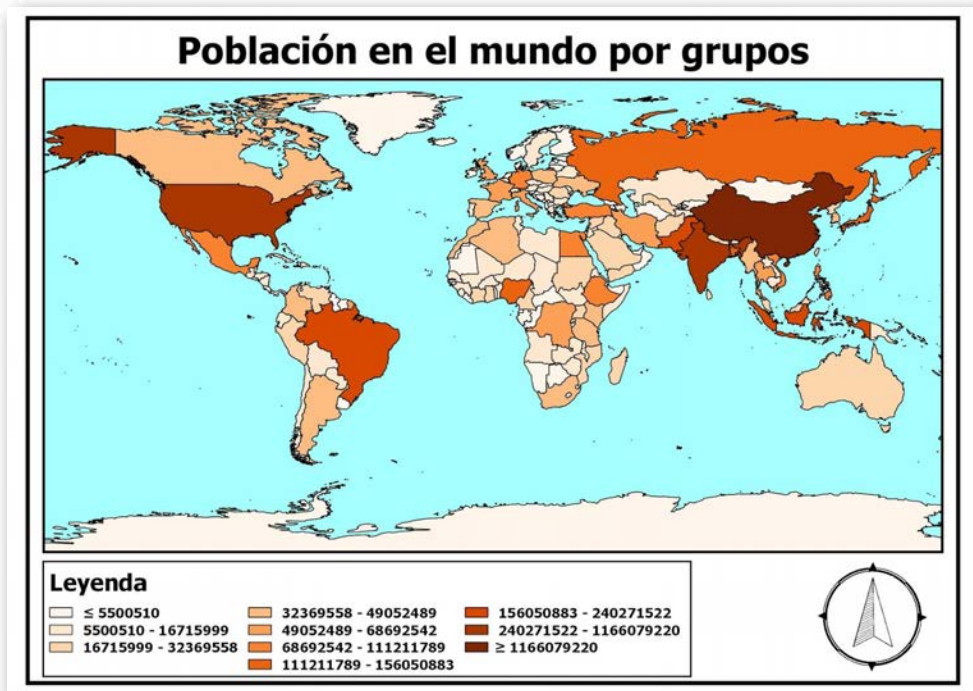 Población en el mundo por grupos
Leyenda
≤ 5500510
5500510 - 16715999
16715999 - 32369558
32369558 - 49052489
49052489 - 68692542
68692542 - 111211789
111211789 - 156050883
156050883 - 240271522
240271522 - 1166079220
≥ 1166079220